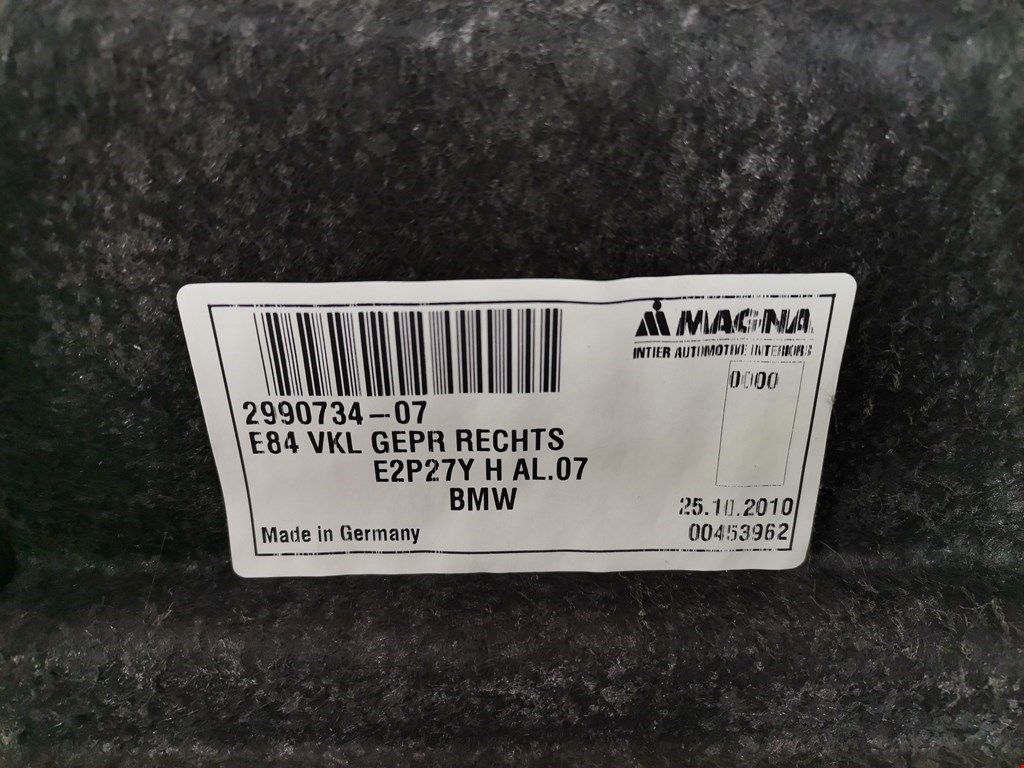 MAGNA
INTIER AUTOMOTIVE INTERIORS
0000
2990734-07
E84 VKL GEPR RECHTS
E2P27Y H AL.07
BMW
25.10.2010
Made in Germany
00453962